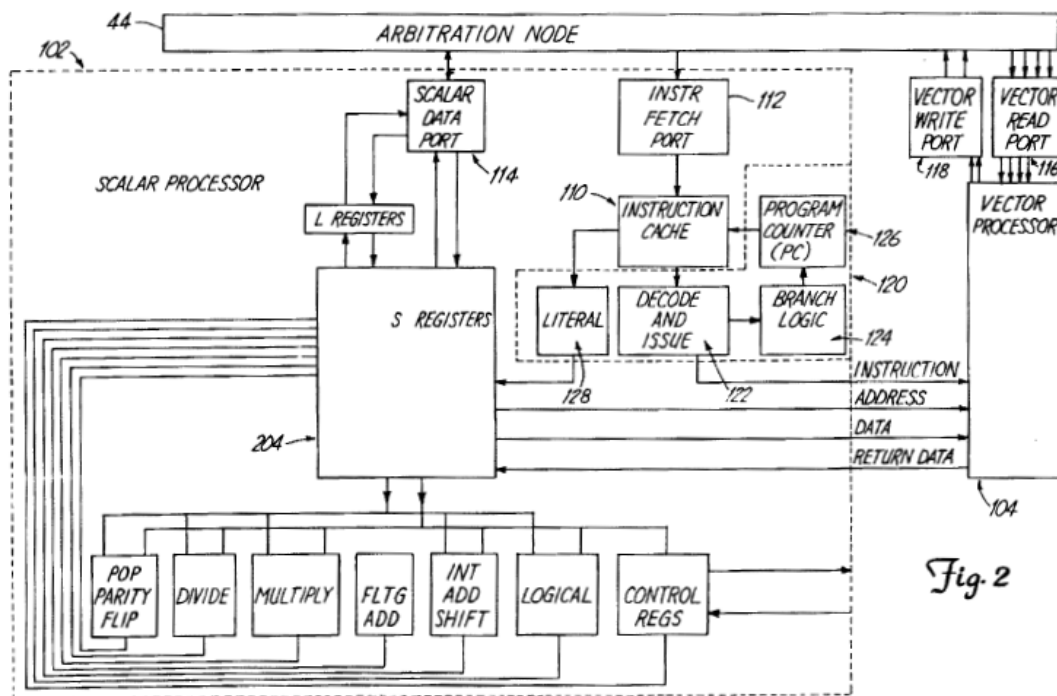 44
ARBITRATION NODE
102
SCALAR
DATA
PORT
114
INSTR
FETCH
PORT
112
VECTOR
WRITE
PORT
118
VECTOR
READ
PORT
116
SCALAR PROCESSOR
L REGISTERS
110
INSTRUCTION
CACHE
PROGRAM
COUNTER
(PC)
126
VECTOR
PROCESSOR
120
S REGISTERS
LITERAL
128
DECODE
AND
ISSUE
122
BRANCH
LOGIC
124
INSTRUCTION
ADDRESS
DATA
RETURN DATA
204
104
POP
PARITY
FLIP
DIVIDE
MULTIPLY
FLTG
ADD
INT
ADD
SHIFT
LOGICAL
CONTROL
REGS
Fig. 2